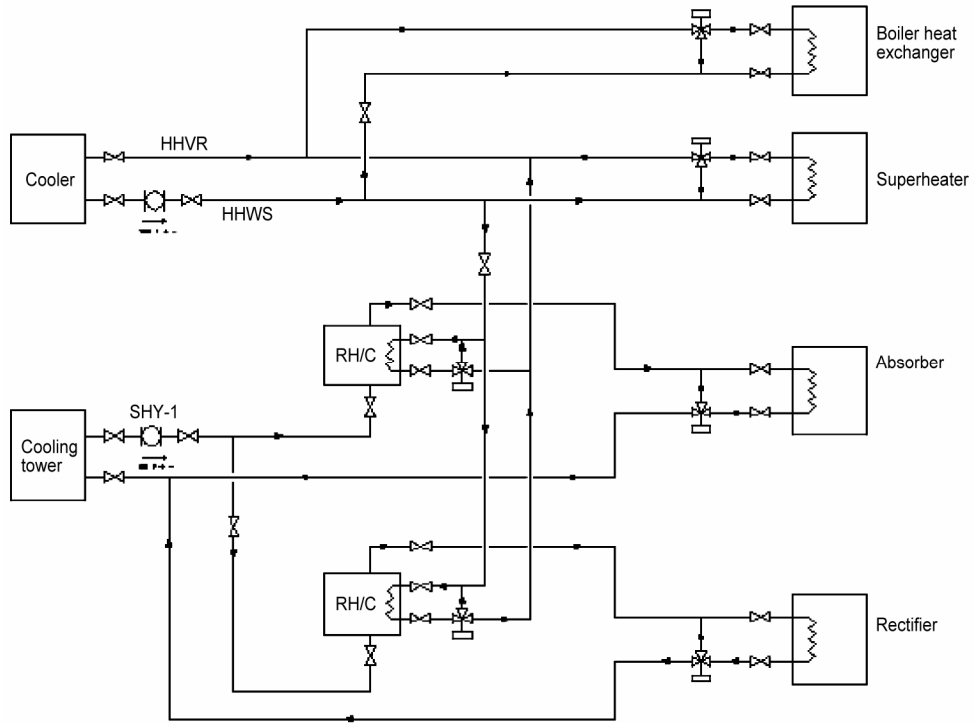 Boiler heat
exchanger
HHVR
Cooler
Superheater
HHWS
RH/C
Absorber
SHY-1
Cooling
tower
RH/C
Rectifier